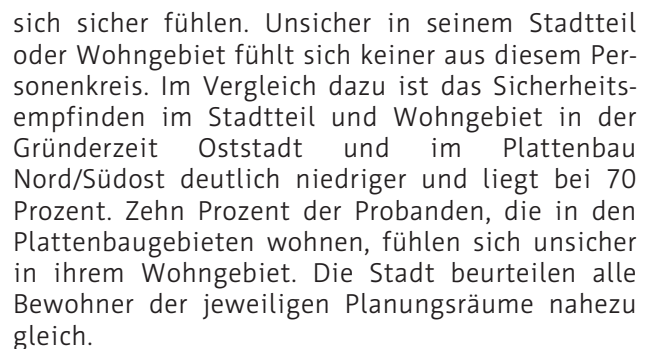 sich sicher fühlen. Unsicher in seinem Stadtteil
oder Wohngebiet fühlt sich keiner aus diesem Per-
sonenkreis. Im Vergleich dazu ist das Sicherheits-
empfinden im Stadtteil und Wohngebiet in der
Gründerzeit Oststadt und im Plattenbau
Nord/Südost deutlich niedriger und liegt bei 70
Prozent. Zehn Prozent der Probanden, die in den
Plattenbaugebieten wohnen, fühlen sich unsicher
in ihrem Wohngebiet. Die Stadt beurteilen alle
Bewohner der jeweiligen Planungsräume nahezu
gleich.